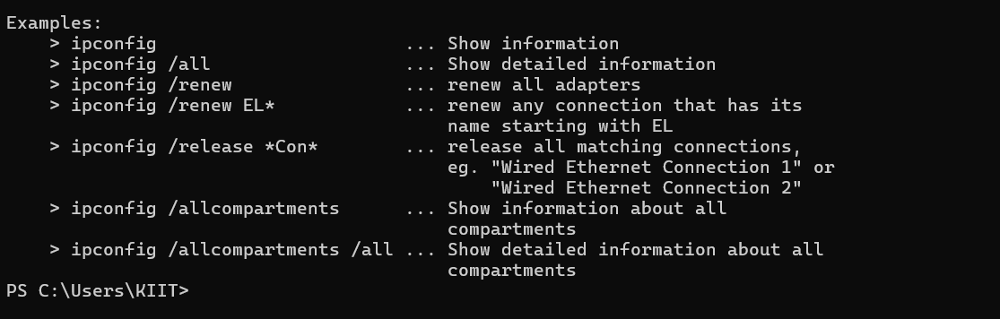 Examples:
    > ipconfig                       ... Show information
    > ipconfig /all                  ... Show detailed information
    > ipconfig /renew                ... renew all adapters
    > ipconfig /renew EL*            ... renew any connection that has its
                                         name starting with EL
    > ipconfig /release *Con*        ... release all matching connections,
                                         eg. "Wired Ethernet Connection 1" or
                                             "Wired Ethernet Connection 2"
    > ipconfig /allcompartments      ... Show information about all
                                         compartments
    > ipconfig /allcompartments /all ... Show detailed information about all
                                         compartments
PS C:\Users\KIIT>